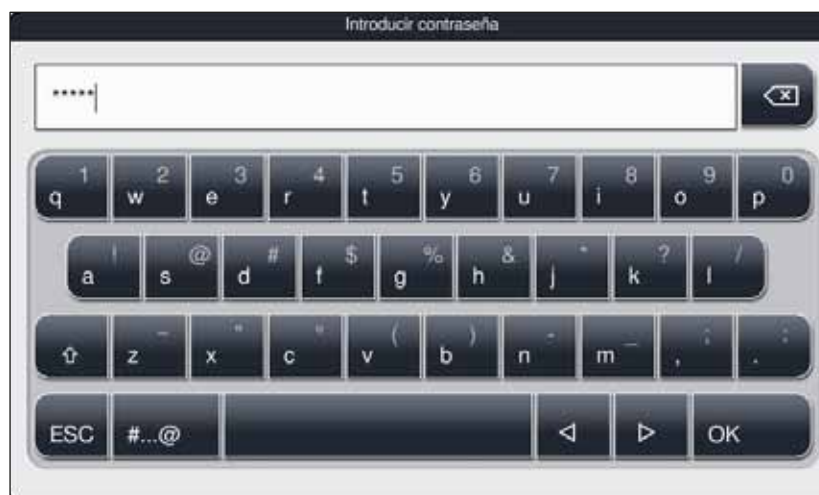 Introducir contraseña
*****
1 2 3 4 5 6 7 8 9 0
q w e r t y u i o p
! @ # $ % & * ? /
a s d f g h j k l
( ) - _ ; :
z x c v b n m , .
ESC #...@ OK